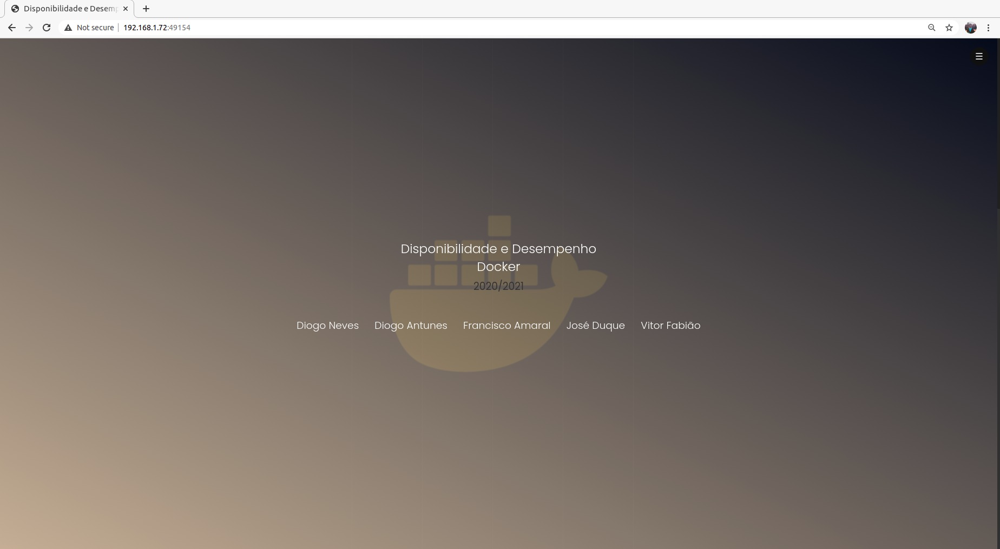 Disponibilidade e Desemp
Not secure 192.168.1.72:49154
Disponibilidade e Desempenho
Docker
2020/2021
Diogo Neves Diogo Antunes Francisco Amaral José Duque Vitor Fabião